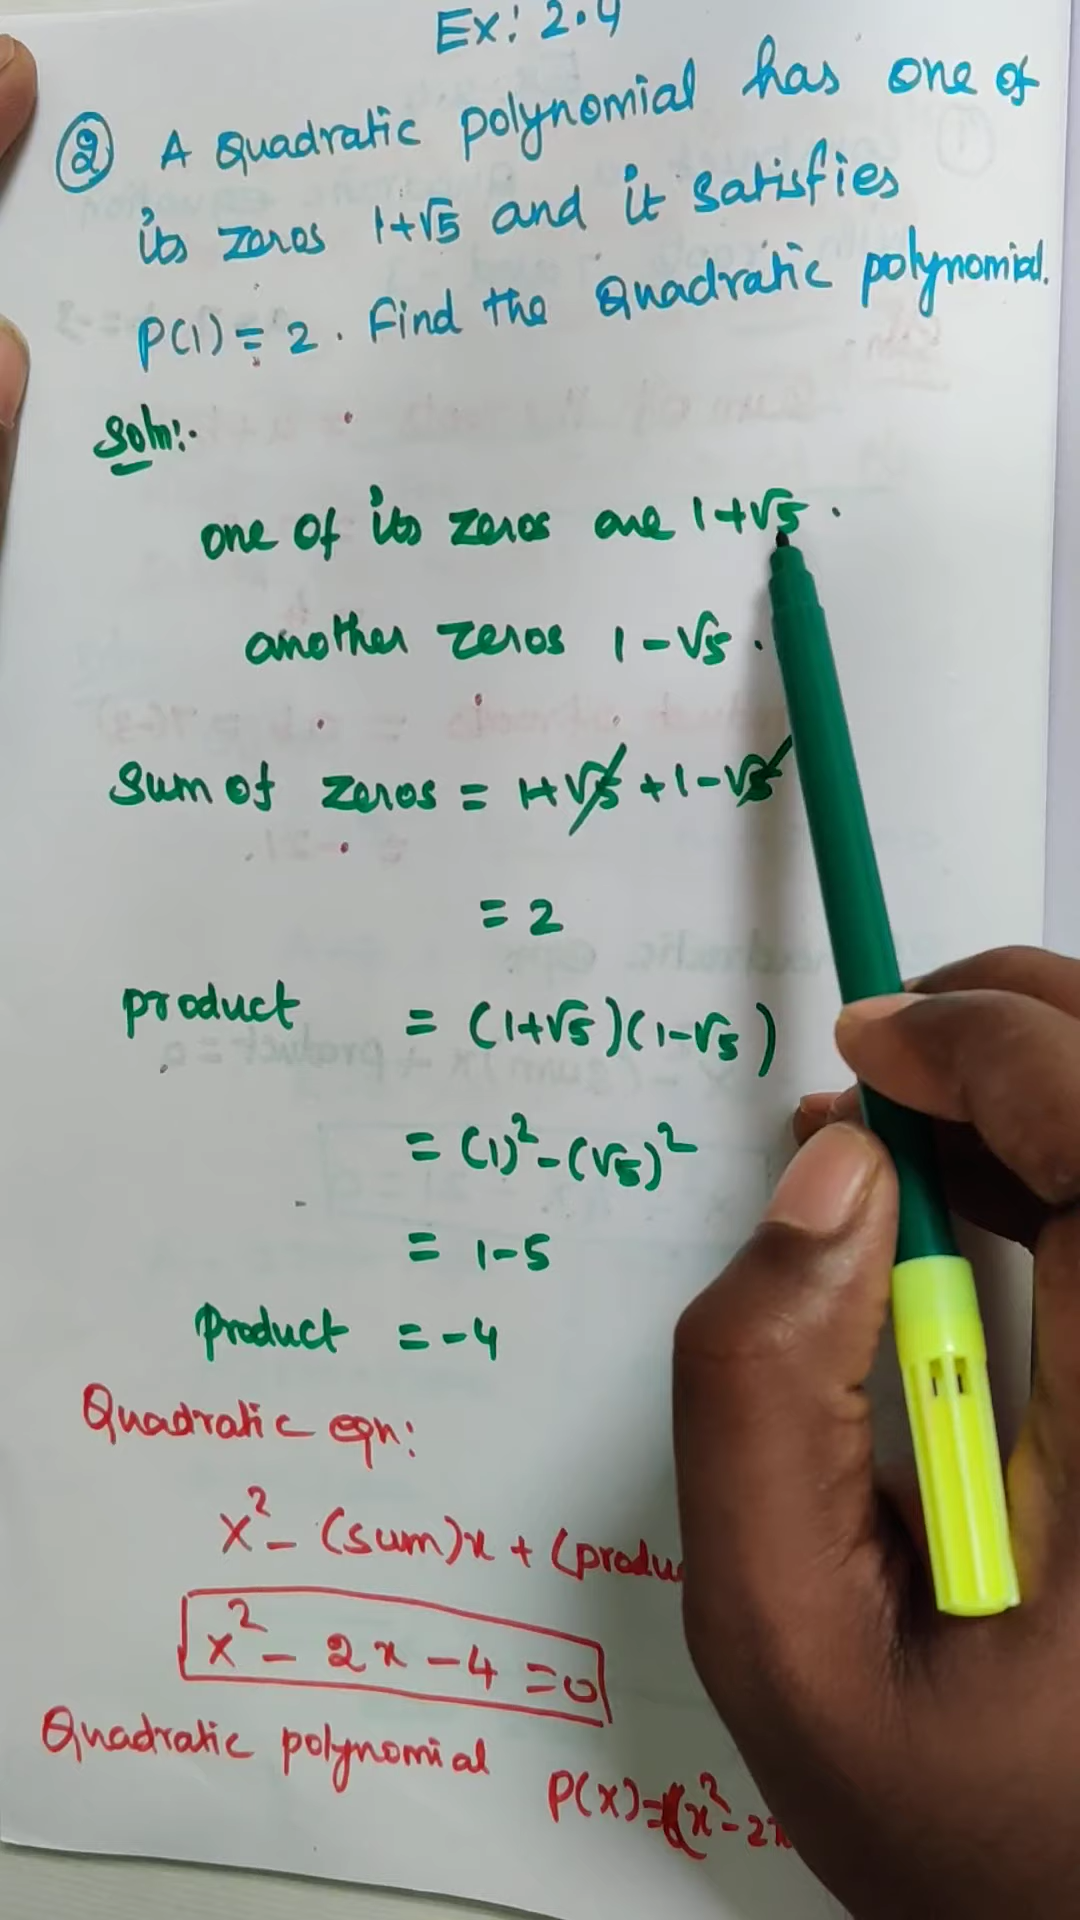 Ex: 2.4
② A Quadratic polynomial has one of
its zeros 1+√5 and it satisfies
P(1) = 2. Find the Quadratic polynomial.
Soln:.
one of its zeros are 1+√5.
another zeros 1-√5.
Sum of zeros = 1+√5 + 1-√5
= 2
product = (1+√5)(1-√5)
= (1)² - (√5)²
= 1-5
Product = -4
Quadratic eqn:
x² - (sum)x + (produ
x² - 2x - 4 = 0
Quadratic polynomial
P(x) = (x² - 2x